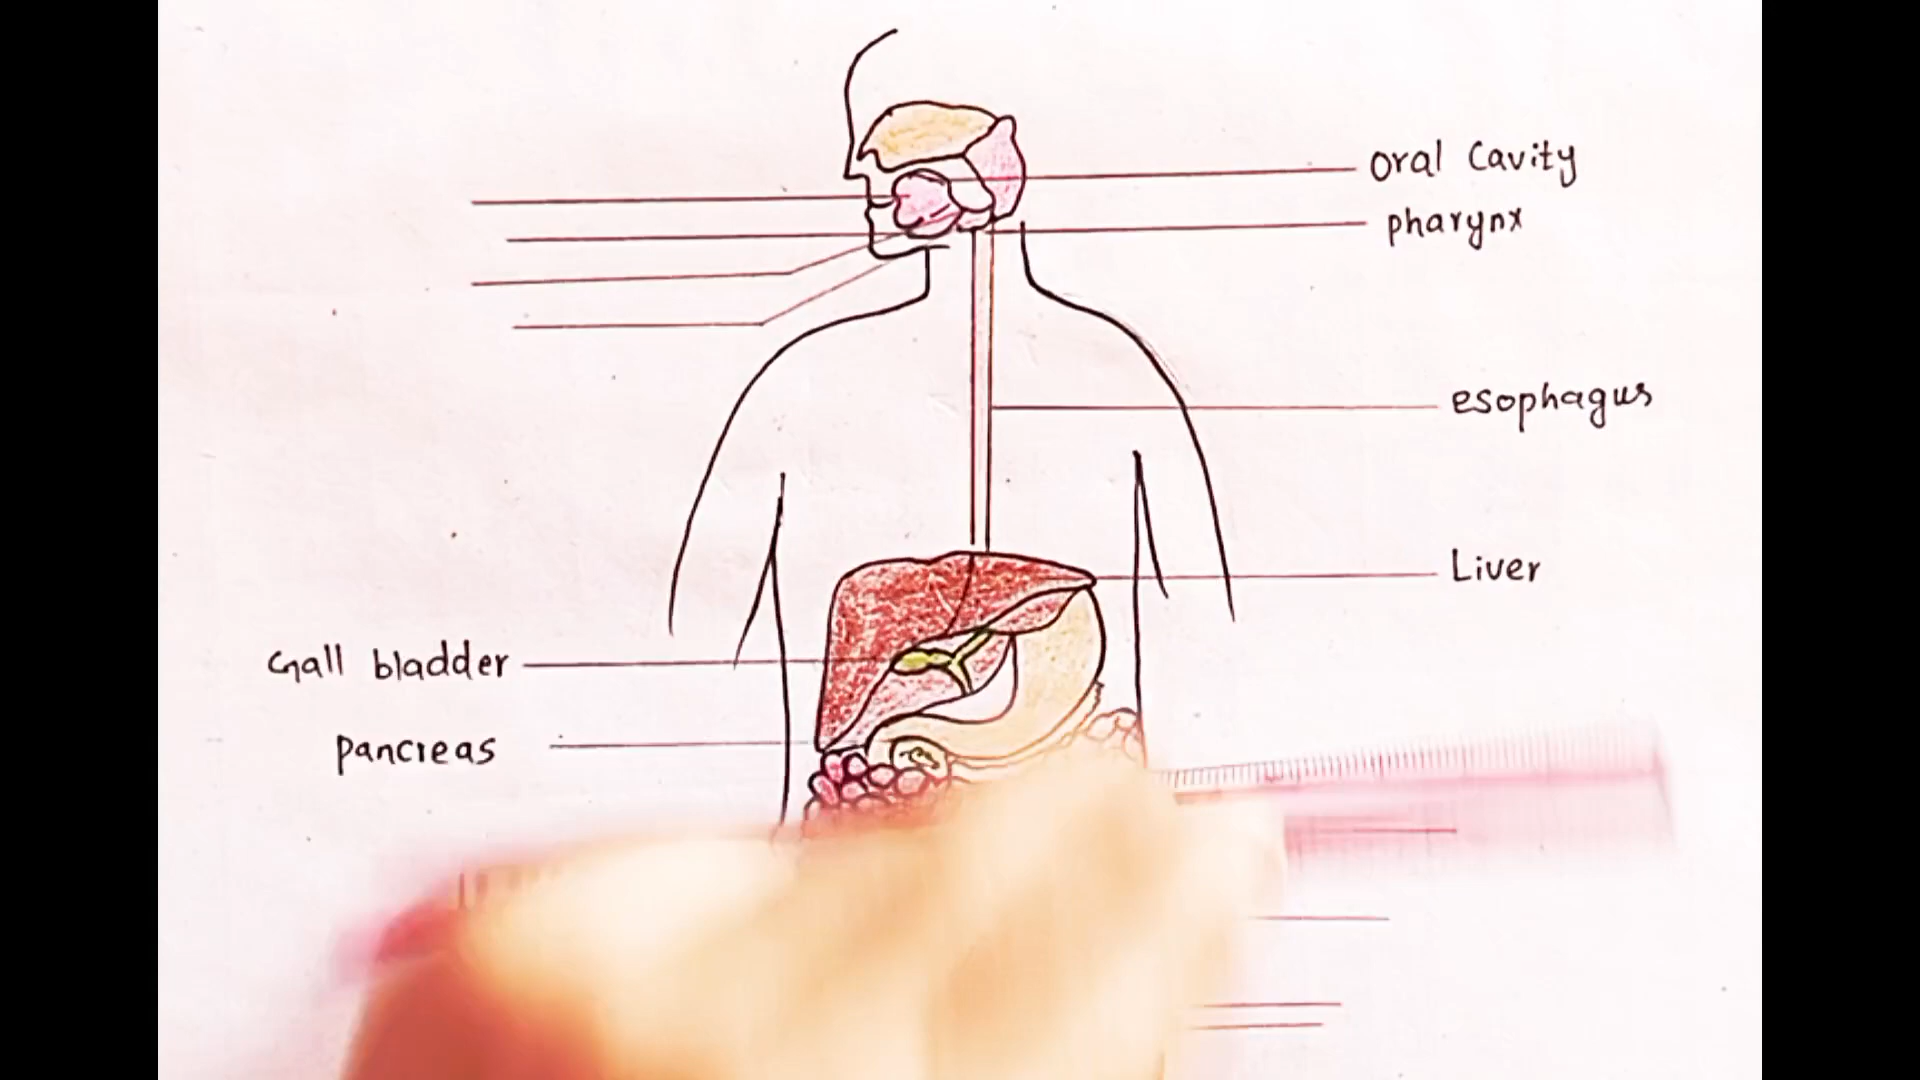 oral Cavity
pharynx
esophagus
Liver
Gall bladder
pancreas